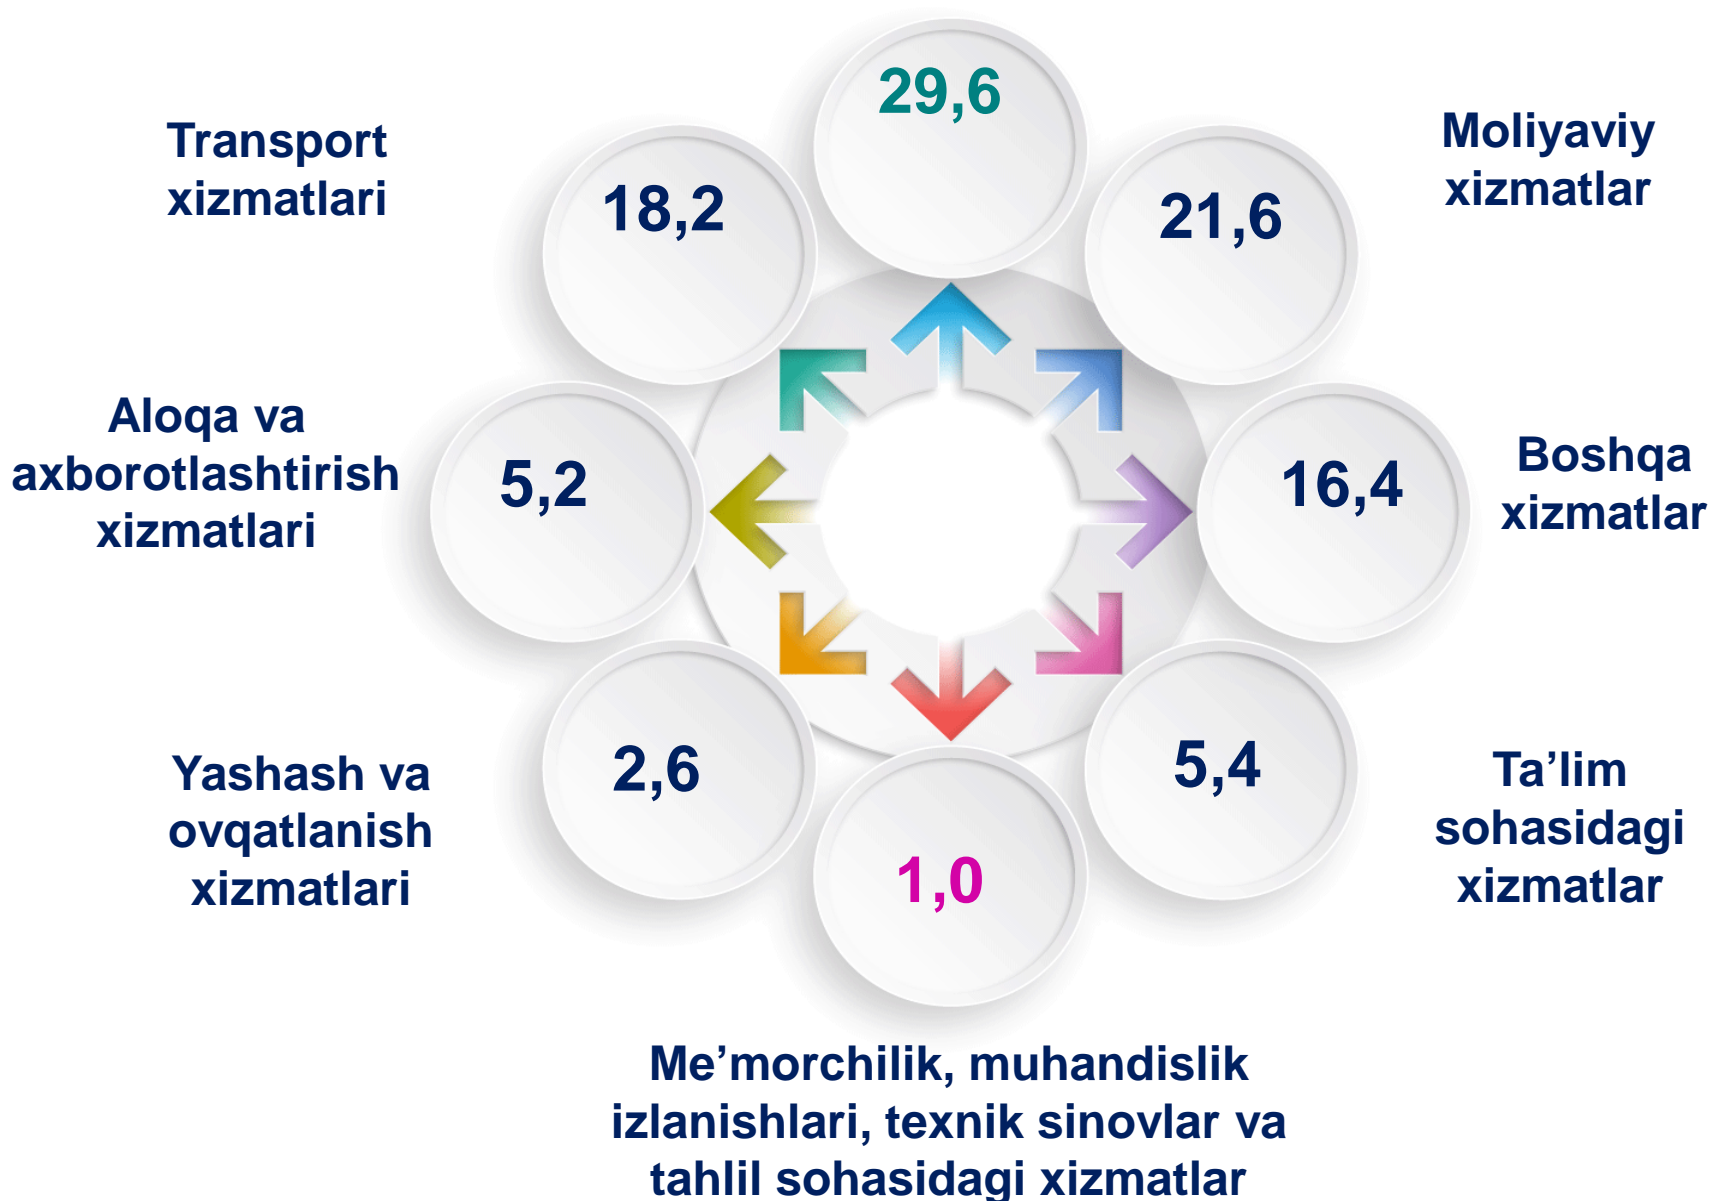 29,6
Transport
xizmatlari
18,2
Moliyaviy
xizmatlar
21,6
Aloqa va
axborotlashtirish
xizmatlari
5,2
Boshqa
xizmatlar
16,4
Yashash va
ovqatlanish
xizmatlari
2,6
Ta’lim
sohasidagi
xizmatlar
5,4
1,0
Me’morchilik, muhandislik
izlanishlari, texnik sinovlar va
tahlil sohasidagi xizmatlar